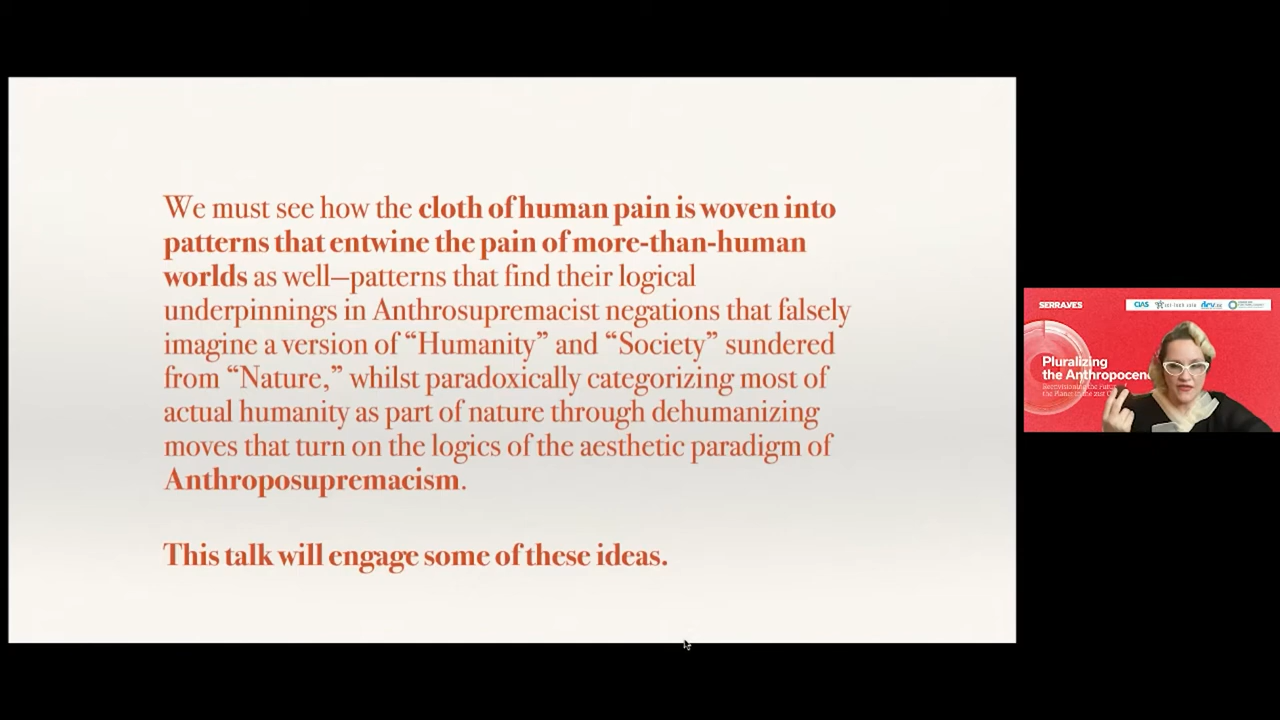 We must see how the cloth of human pain is woven into
patterns that entwine the pain of more-than-human
worlds as well—patterns that find their logical
underpinnings in Anthrosupremacist negations that falsely
imagine a version of “Humanity” and “Society” sundered
from “Nature,” whilst paradoxically categorizing most of
actual humanity as part of nature through dehumanizing
moves that turn on the logics of the aesthetic paradigm of
Anthroposupremacism.
This talk will engage some of these ideas.
SERRALVES
CIAS
Pluralizing
the Anthropocene